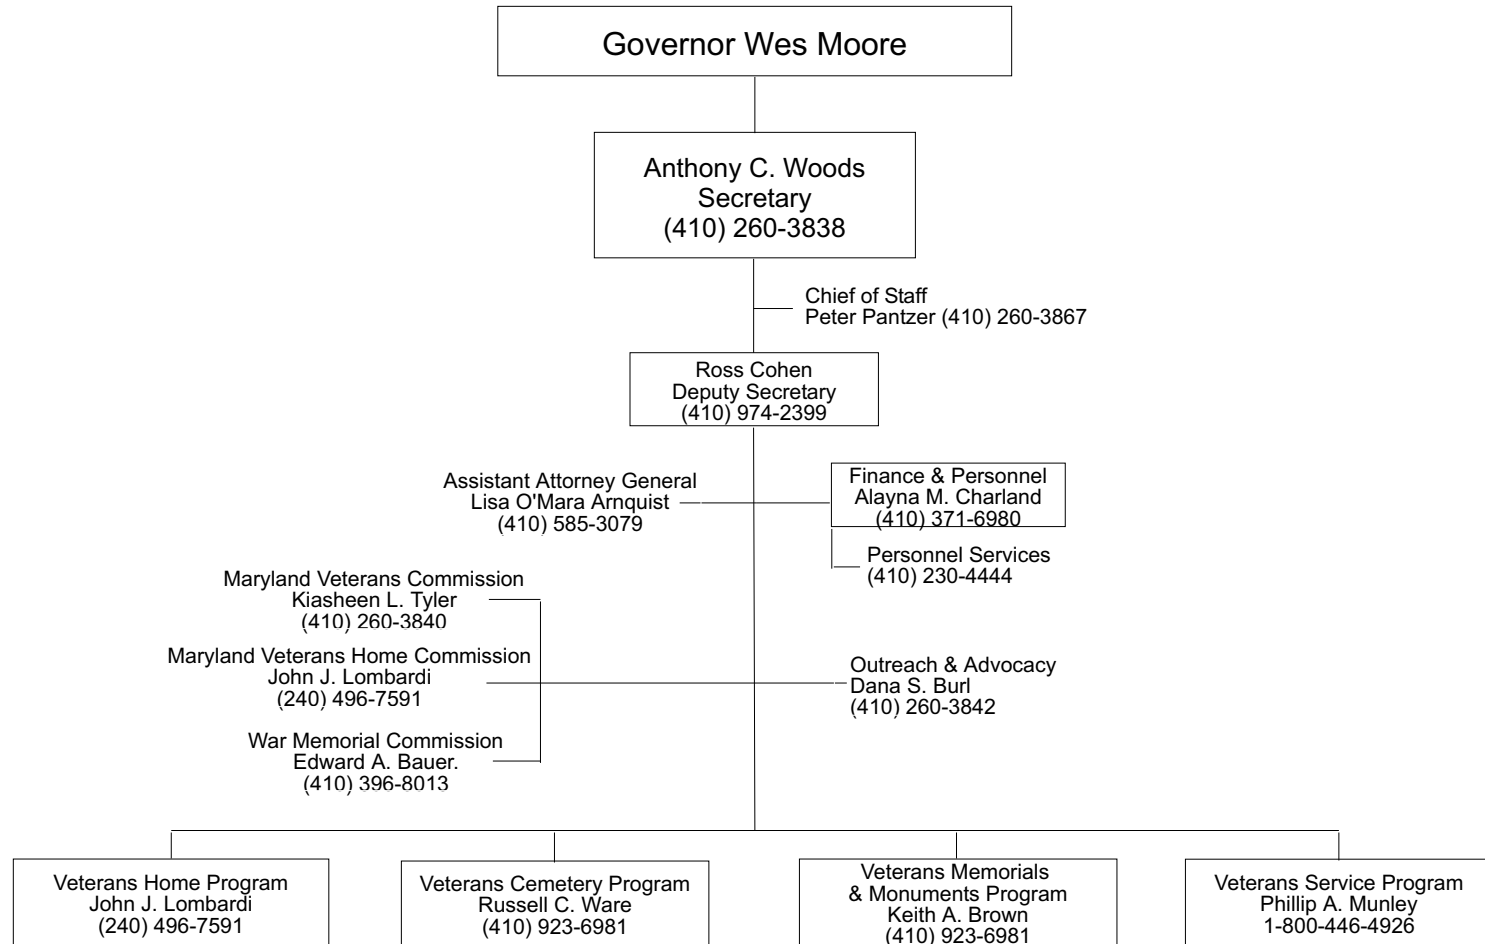 Governor Wes Moore
Anthony C. Woods
Secretary
(410) 260-3838
Chief of Staff
Peter Pantzer (410) 260-3867
Ross Cohen
Deputy Secretary
(410) 974-2399
Assistant Attorney General
Lisa O'Mara Arnquist
(410) 585-3079
Finance & Personnel
Alayna M. Charland
(410) 371-6980
Personnel Services
(410) 230-4444
Maryland Veterans Commission
Kiasheen L. Tyler
(410) 260-3840
Maryland Veterans Home Commission
John J. Lombardi
(240) 496-7591
Outreach & Advocacy
Dana S. Burl
(410) 260-3842
War Memorial Commission
Edward A. Bauer.
(410) 396-8013
Veterans Home Program
John J. Lombardi
(240) 496-7591
Veterans Cemetery Program
Russell C. Ware
(410) 923-6981
Veterans Memorials
& Monuments Program
Keith A. Brown
(410) 923-6981
Veterans Service Program
Phillip A. Munley
1-800-446-4926